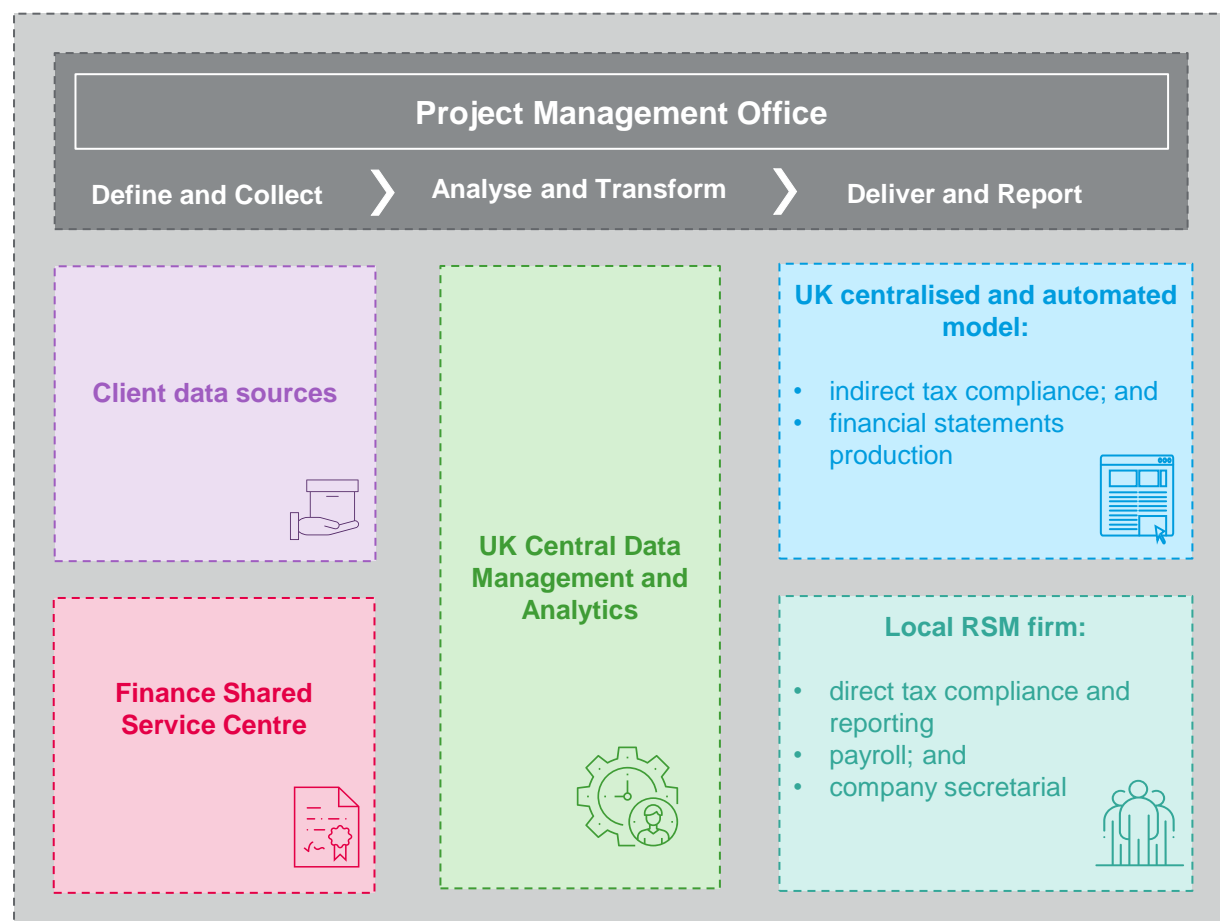 Project Management Office
Define and Collect
Analyse and Transform
Deliver and Report
Client data sources
Finance Shared
Service Centre
UK Central Data
Management and
Analytics
UK centralised and automated
model:
• indirect tax compliance; and
• financial statements
production
Local RSM firm:
• direct tax compliance and
reporting
• payroll; and
• company secretarial